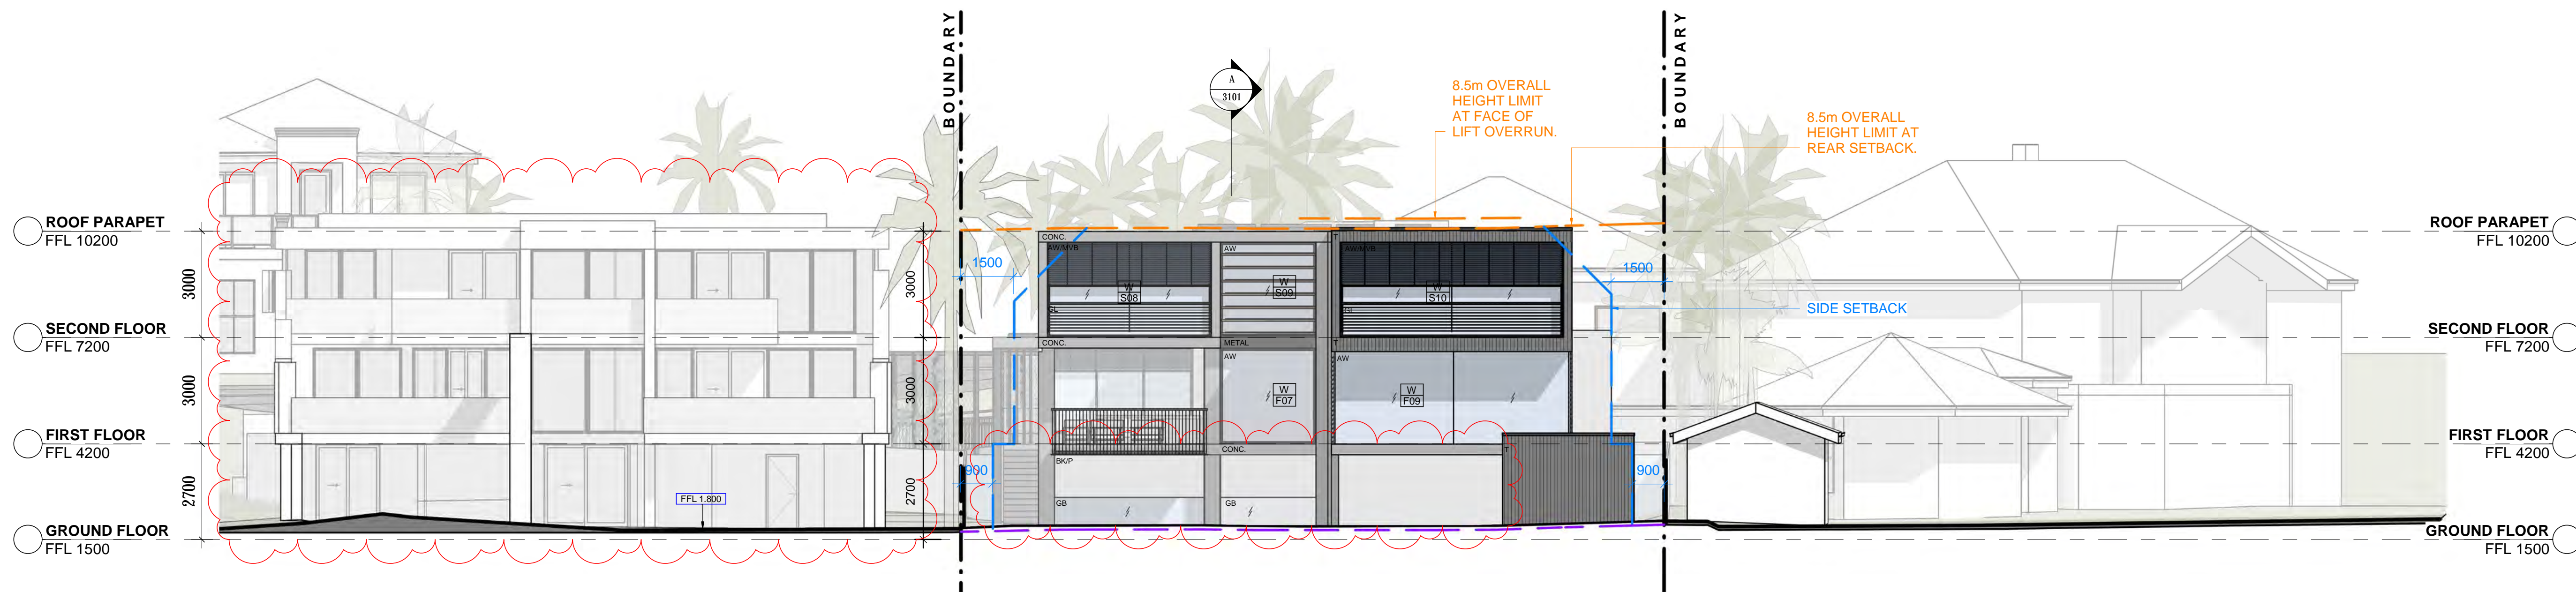 BOUNDARY
BOUNDARY
A
3101
8.5m OVERALL
HEIGHT LIMIT
AT FACE OF
LIFT OVERRUN.
8.5m OVERALL
HEIGHT LIMIT AT
REAR SETBACK.
ROOF PARAPET
FFL 10200
ROOF PARAPET
FFL 10200
CONC.
T
AW/MVB
AW
AW/MVB
1500
1500
3000
3000
W
S08
W
S09
W
S10
GL
GL
SIDE SETBACK
SECOND FLOOR
FFL 7200
SECOND FLOOR
FFL 7200
CONC.
METAL
T
AW
AW
3000
3000
W
F07
W
F09
FIRST FLOOR
FFL 4200
FIRST FLOOR
FFL 4200
CONC.
T
BK/P
900
900
2700
2700
FFL 1.800
GB
GB
GROUND FLOOR
FFL 1500
GROUND FLOOR
FFL 1500